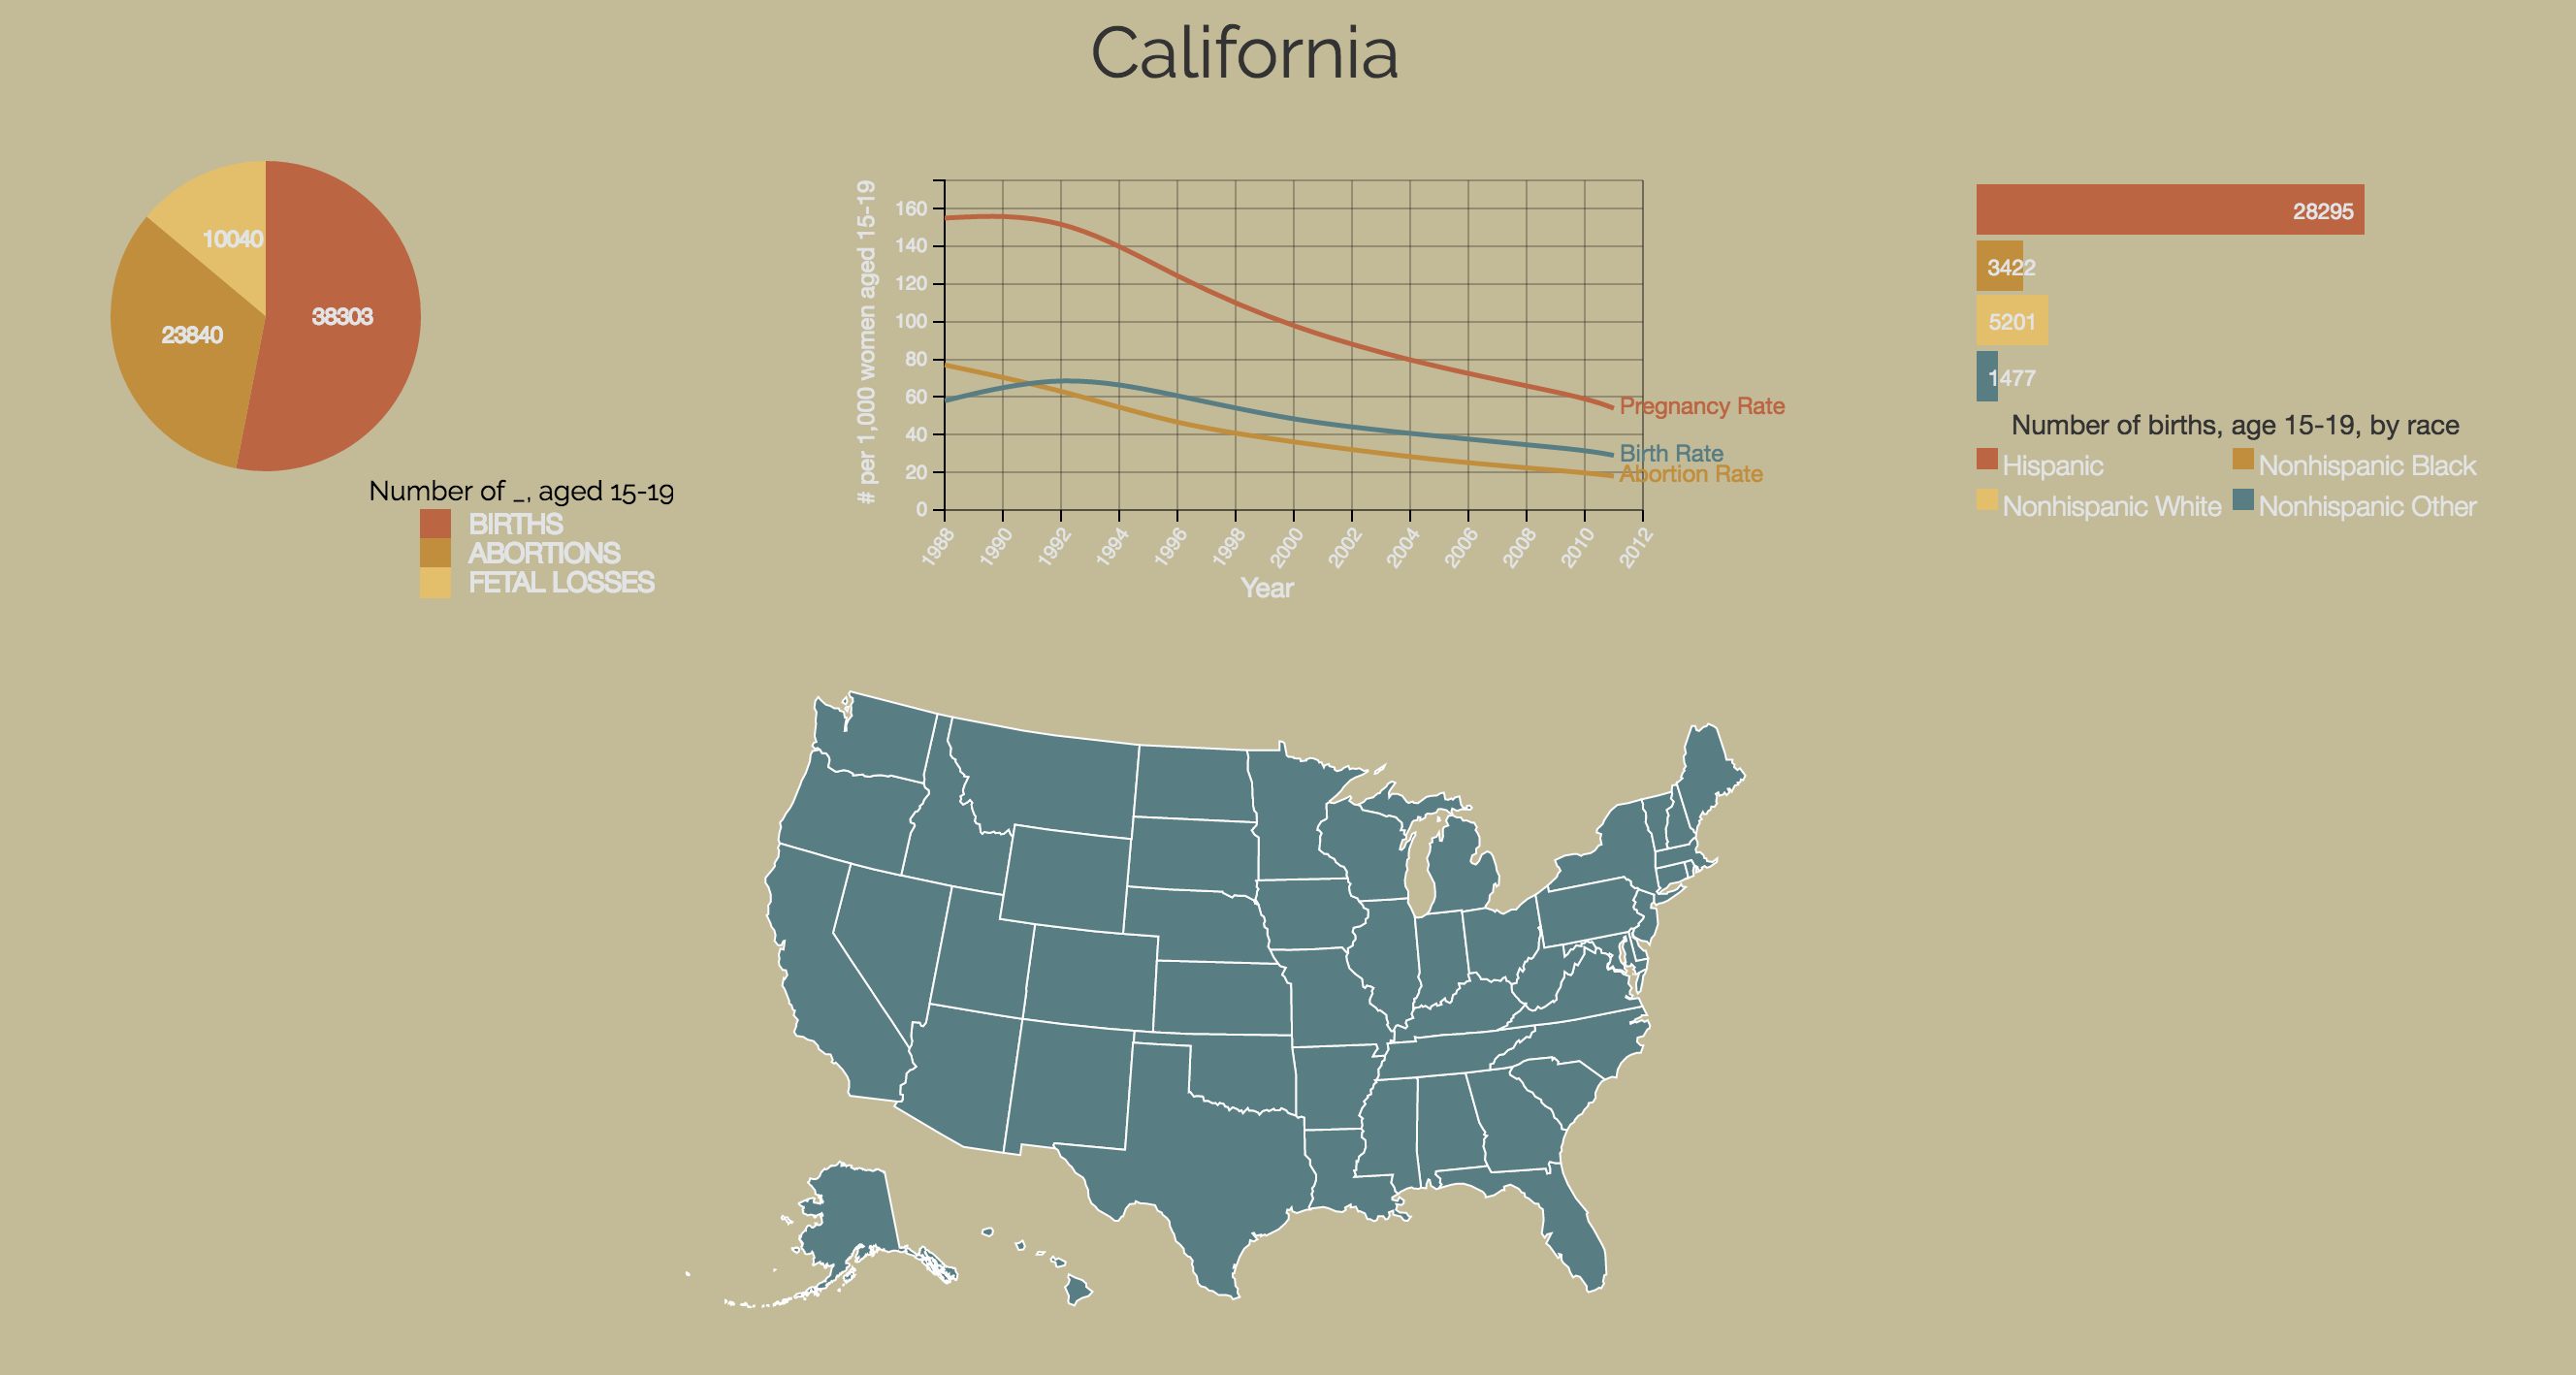 California
10040
38303
23840
Number of _, aged 15-19
BIRTHS
ABORTIONS
FETAL LOSSES
# per 1,000 women aged 15-19
160
140
120
100
80
60
40
20
0
1988
1990
1992
1994
1996
1998
2000
2002
2004
2006
2008
2010
2012
Year
Pregnancy Rate
Birth Rate
Abortion Rate
28295
3422
5201
1477
Number of births, age 15-19, by race
Hispanic Nonhispanic Black
Nonhispanic White Nonhispanic Other